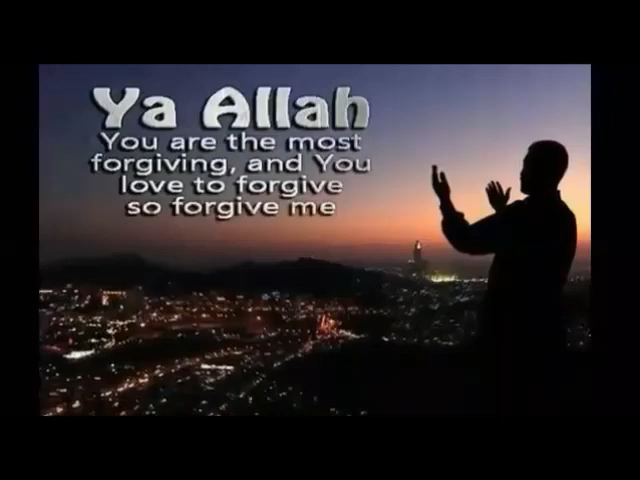 Ya Allah
You are the most
forgiving, and You
love to forgive
so forgive me